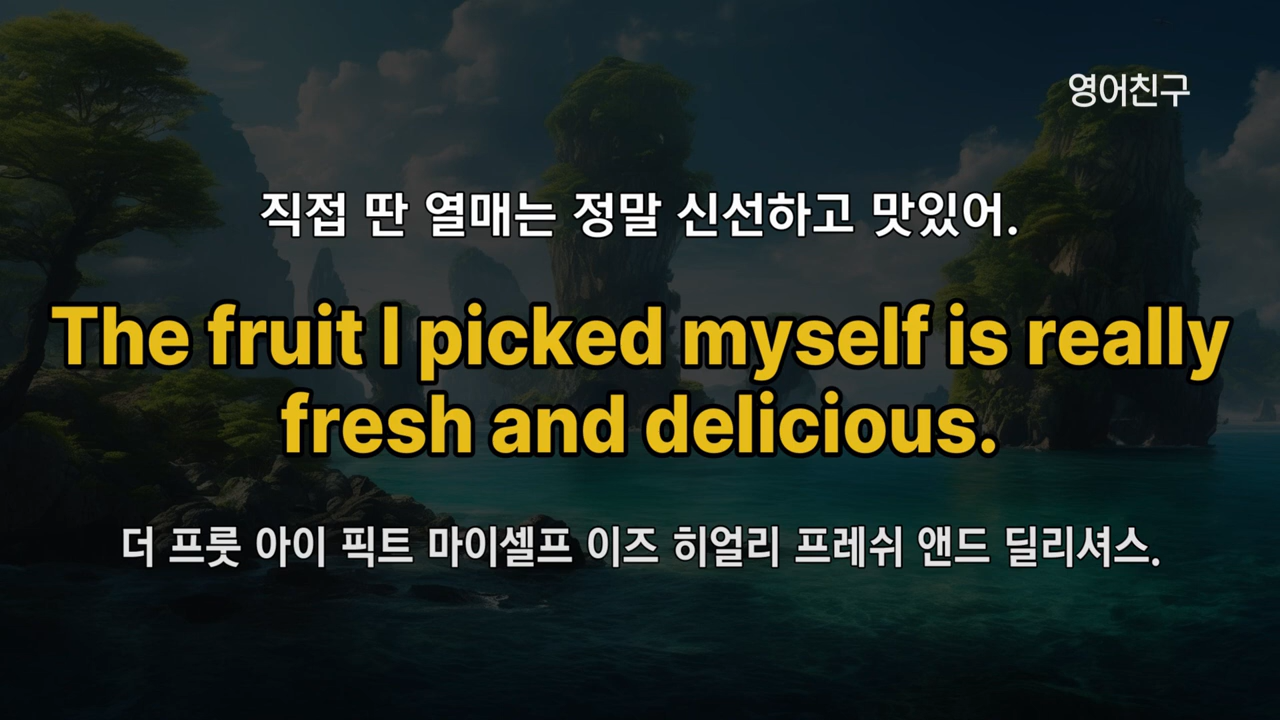 영어친구
직접 딴 열매는 정말 신선하고 맛있어.
The fruit I picked myself is really
fresh and delicious.
더 프룻 아이 픽트 마이셀프 이즈 히얼리 프레쉬 앤드 딜리셔스.